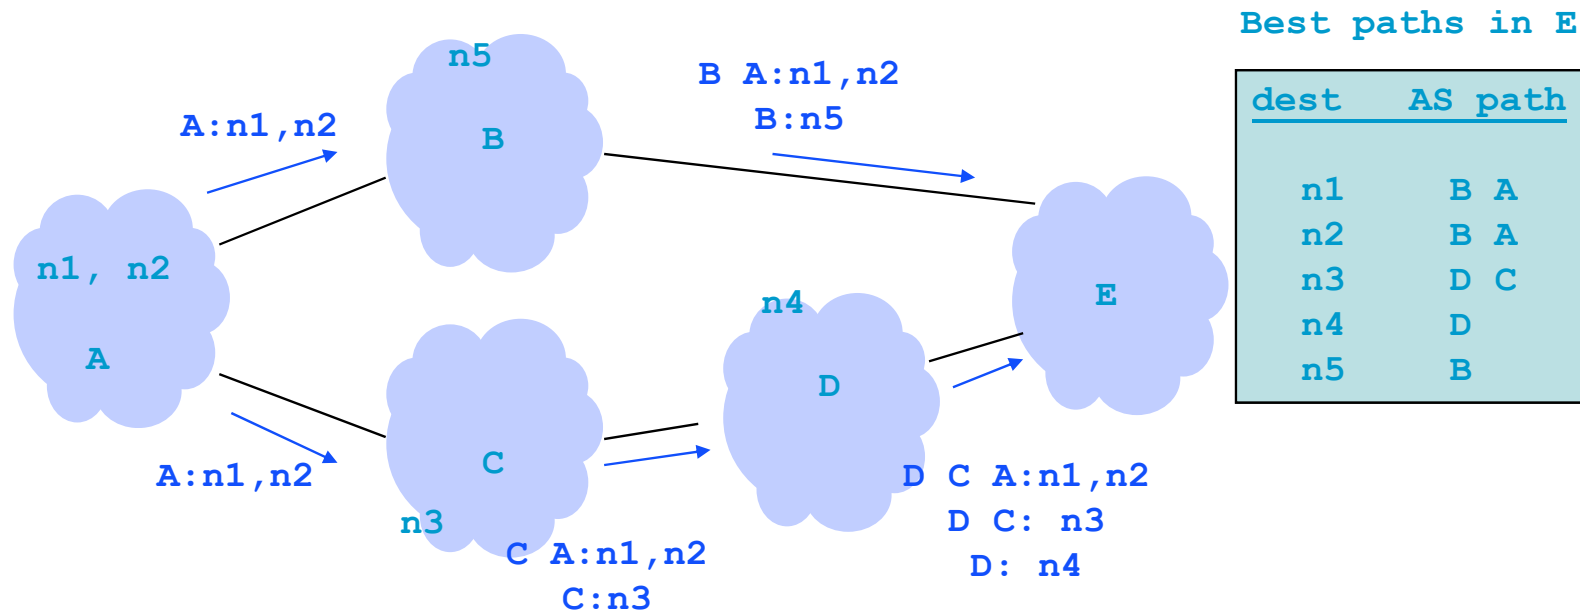 Best paths in E
n5
B A:n1,n2
B:n5
dest AS path
A:n1,n2
B
n1 B A
n2 B A
n3 D C
n4 D
n5 B
n1, n2
A
E
n4
D
A:n1,n2
C
n3
C A:n1,n2
C:n3
D C A:n1,n2
D C: n3
D: n4